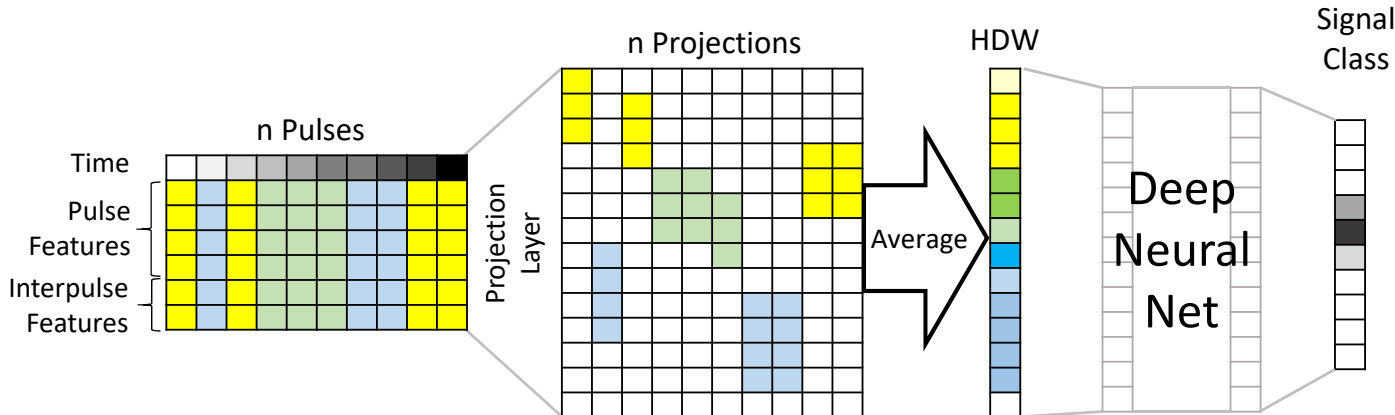 n Pulses
Time
Pulse
Features
Interpulse
Features
Projection
Layer
n Projections
Average
HDW
Deep
Neural
Net
Signal
Class